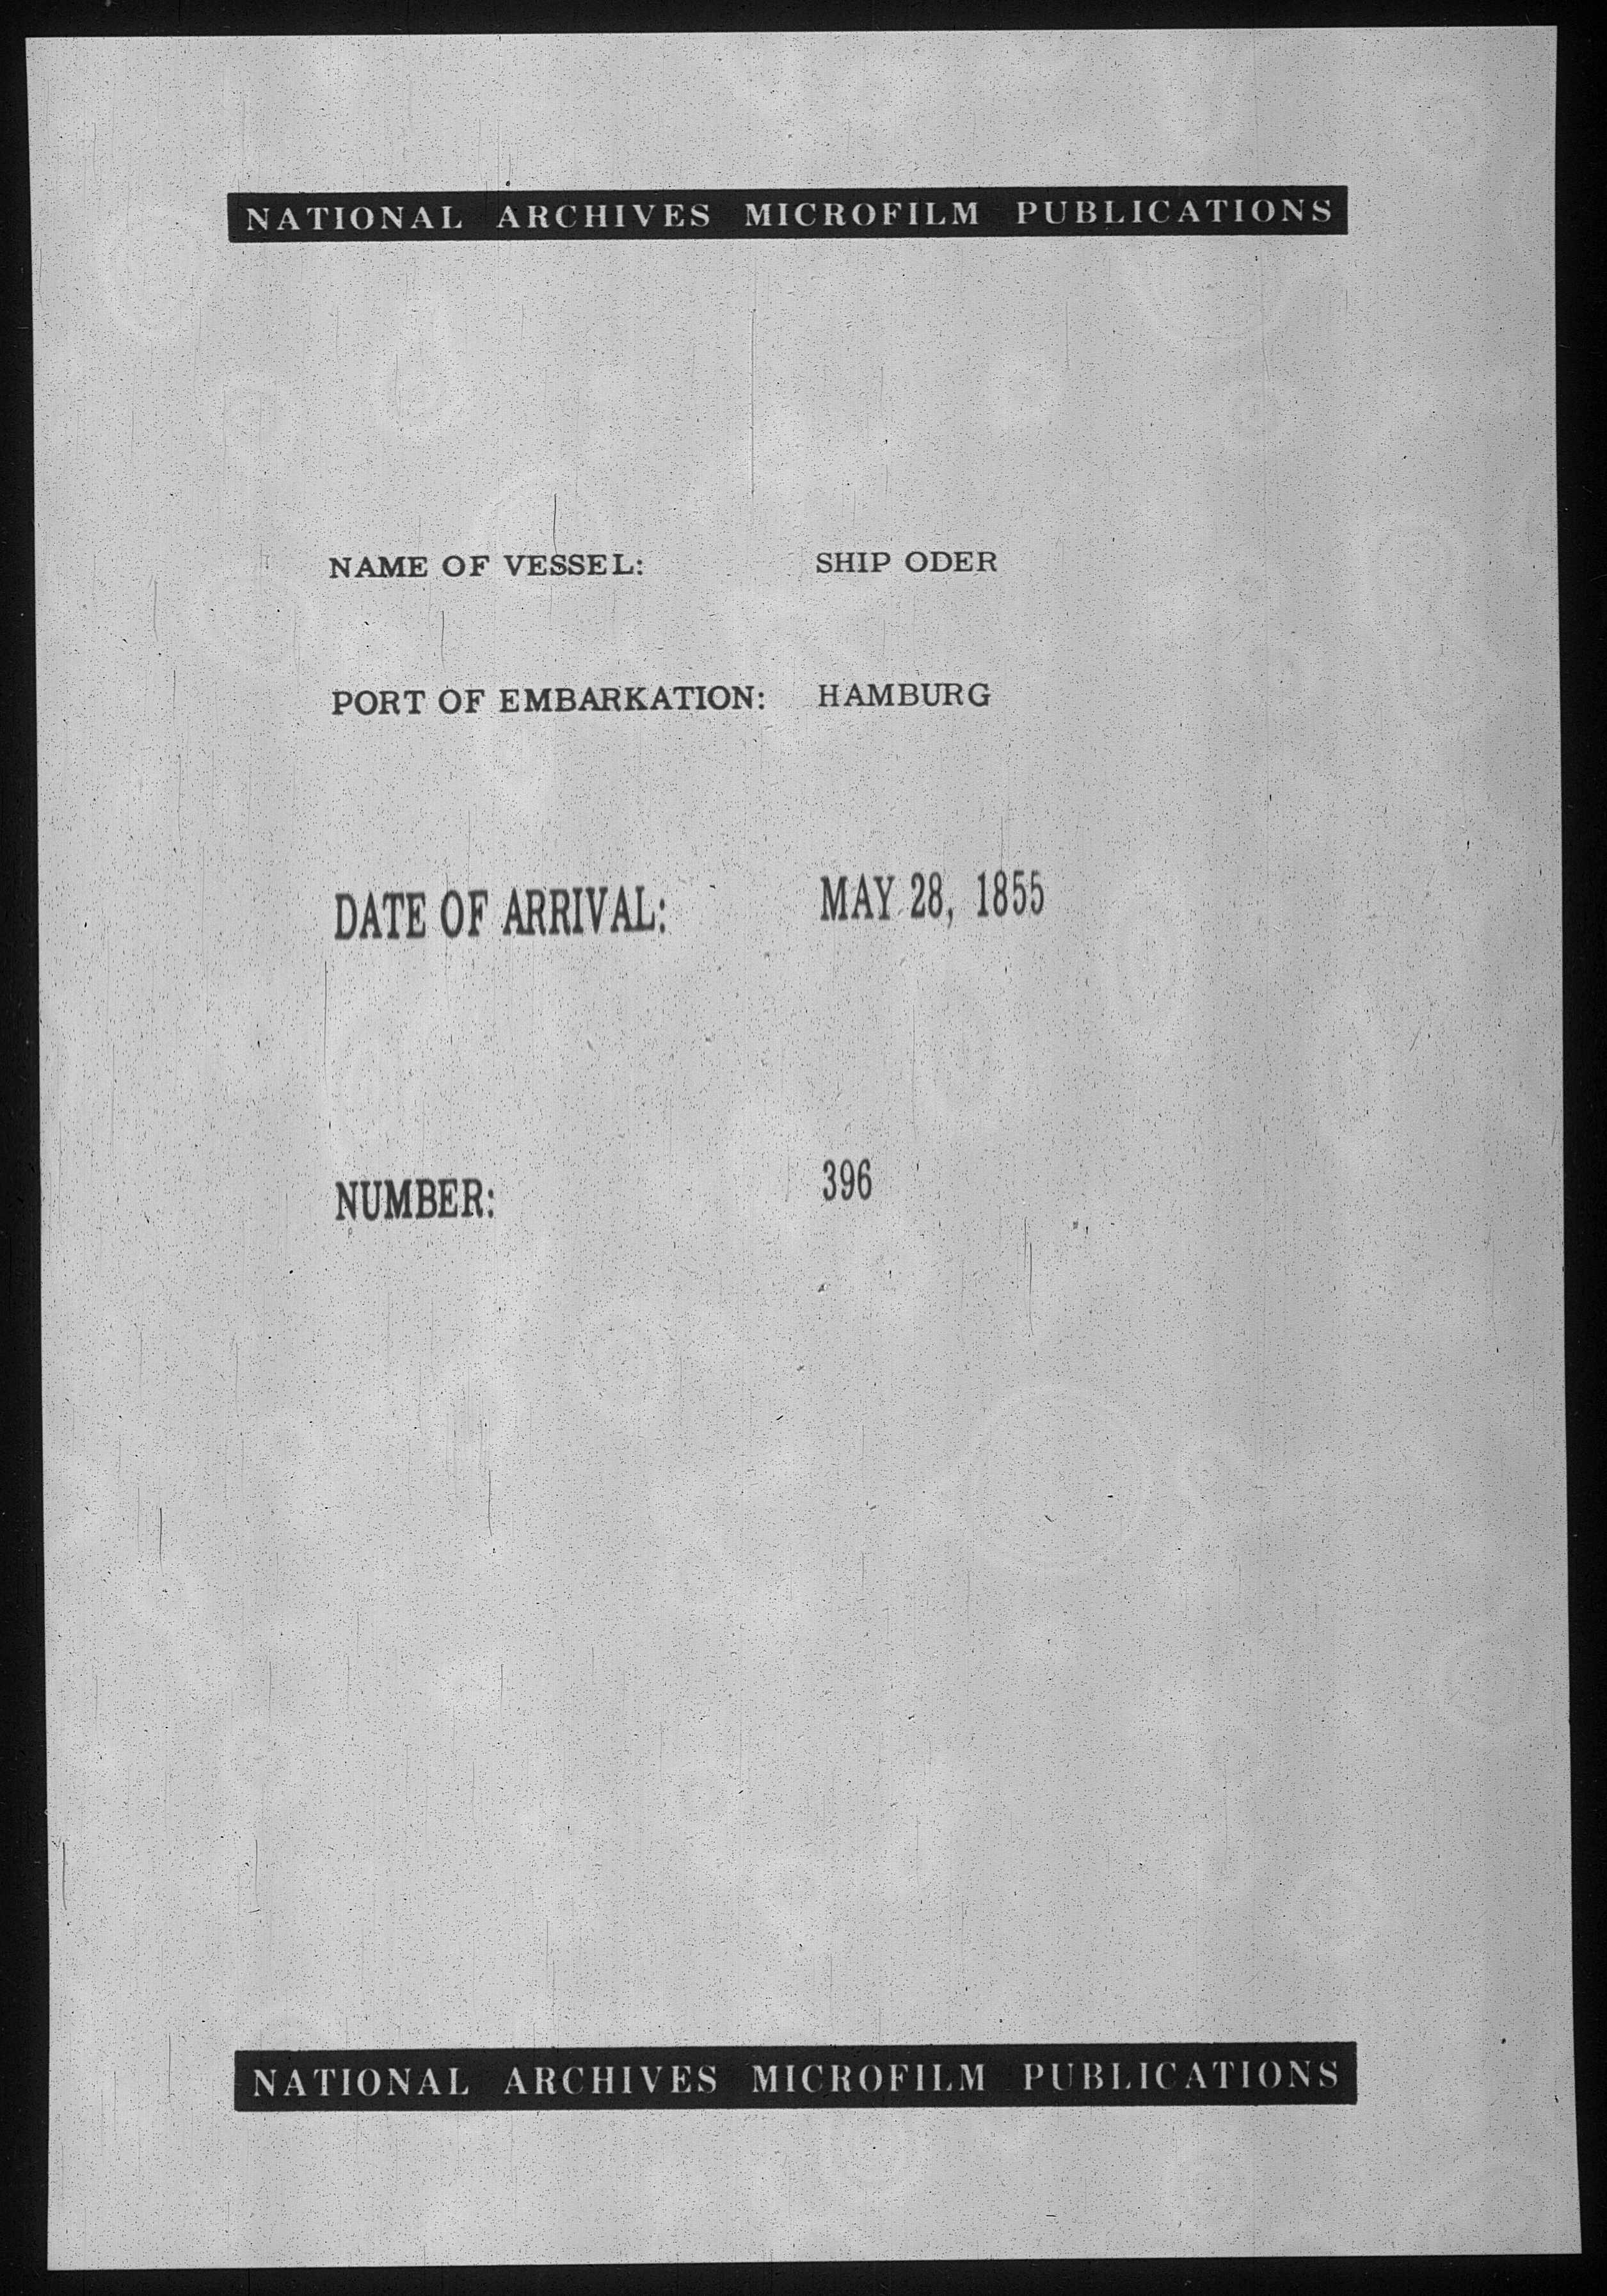 NATIONAL ARCHIVES MICROFILM PUBLICATIONS
NAME OF VESSEL: SHIP ODER
PORT OF EMBARKATION: HAMBURG
DATE OF ARRIVAL: MAY 28, 1855
NUMBER: 396
NATIONAL ARCHIVES MICROFILM PUBLICATIONS